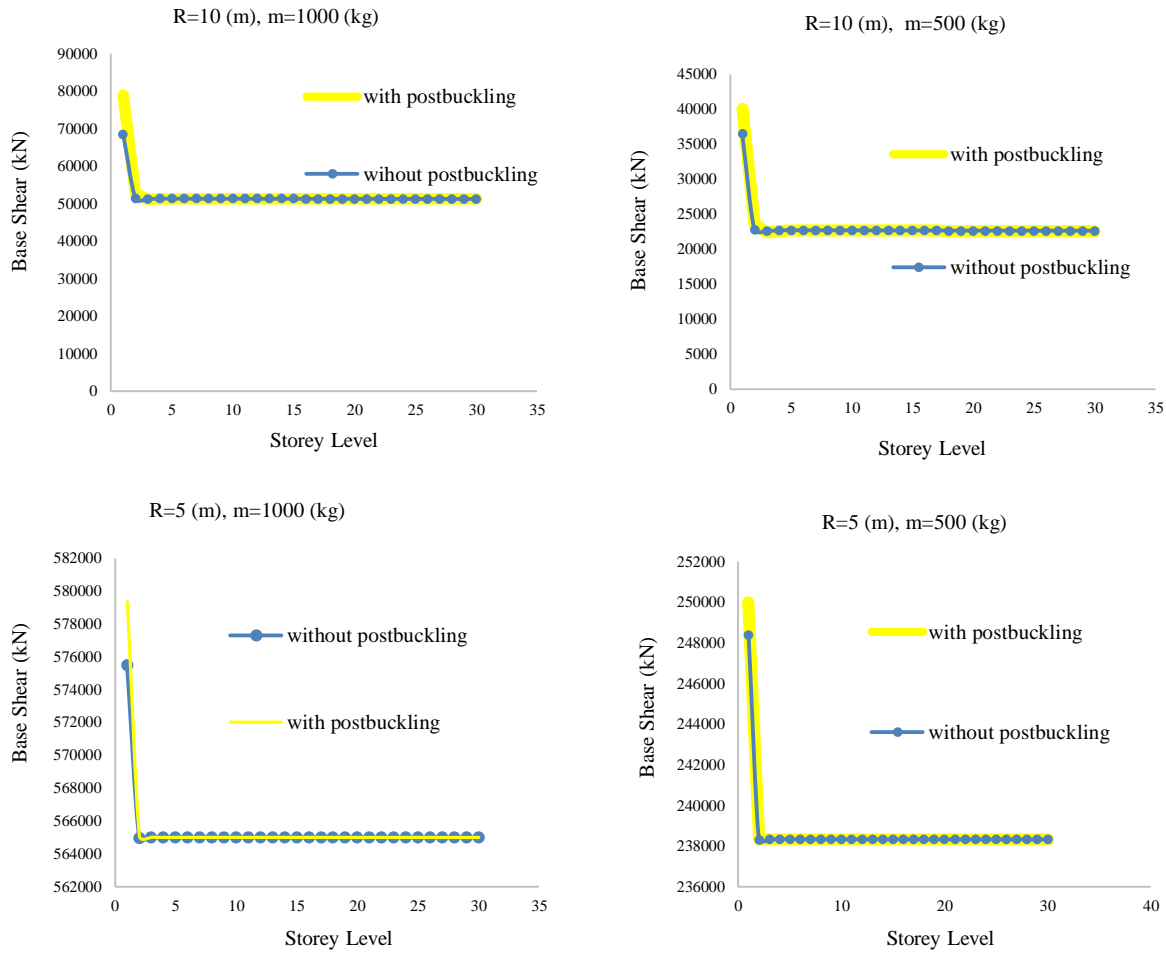 R=10 (m), m=1000 (kg)
90000
80000
70000
60000
50000
40000
30000
20000
10000
0
Base Shear (kN)
with postbuckling
wihout postbuckling
0 5 10 15 20 25 30 35
Storey Level
R=10 (m), m=500 (kg)
45000
40000
35000
30000
25000
20000
15000
10000
5000
0
Base Shear (kN)
with postbuckling
without postbuckling
0 5 10 15 20 25 30 35
Storey Level
R=5 (m), m=1000 (kg)
582000
580000
578000
576000
574000
572000
570000
568000
566000
564000
562000
Base Shear (kN)
without postbuckling
with postbuckling
0 5 10 15 20 25 30 35
Storey Level
R=5 (m), m=500 (kg)
252000
250000
248000
246000
244000
242000
240000
238000
236000
Base Shear (kN)
with postbuckling
without postbuckling
0 10 20 30 40
Storey Level